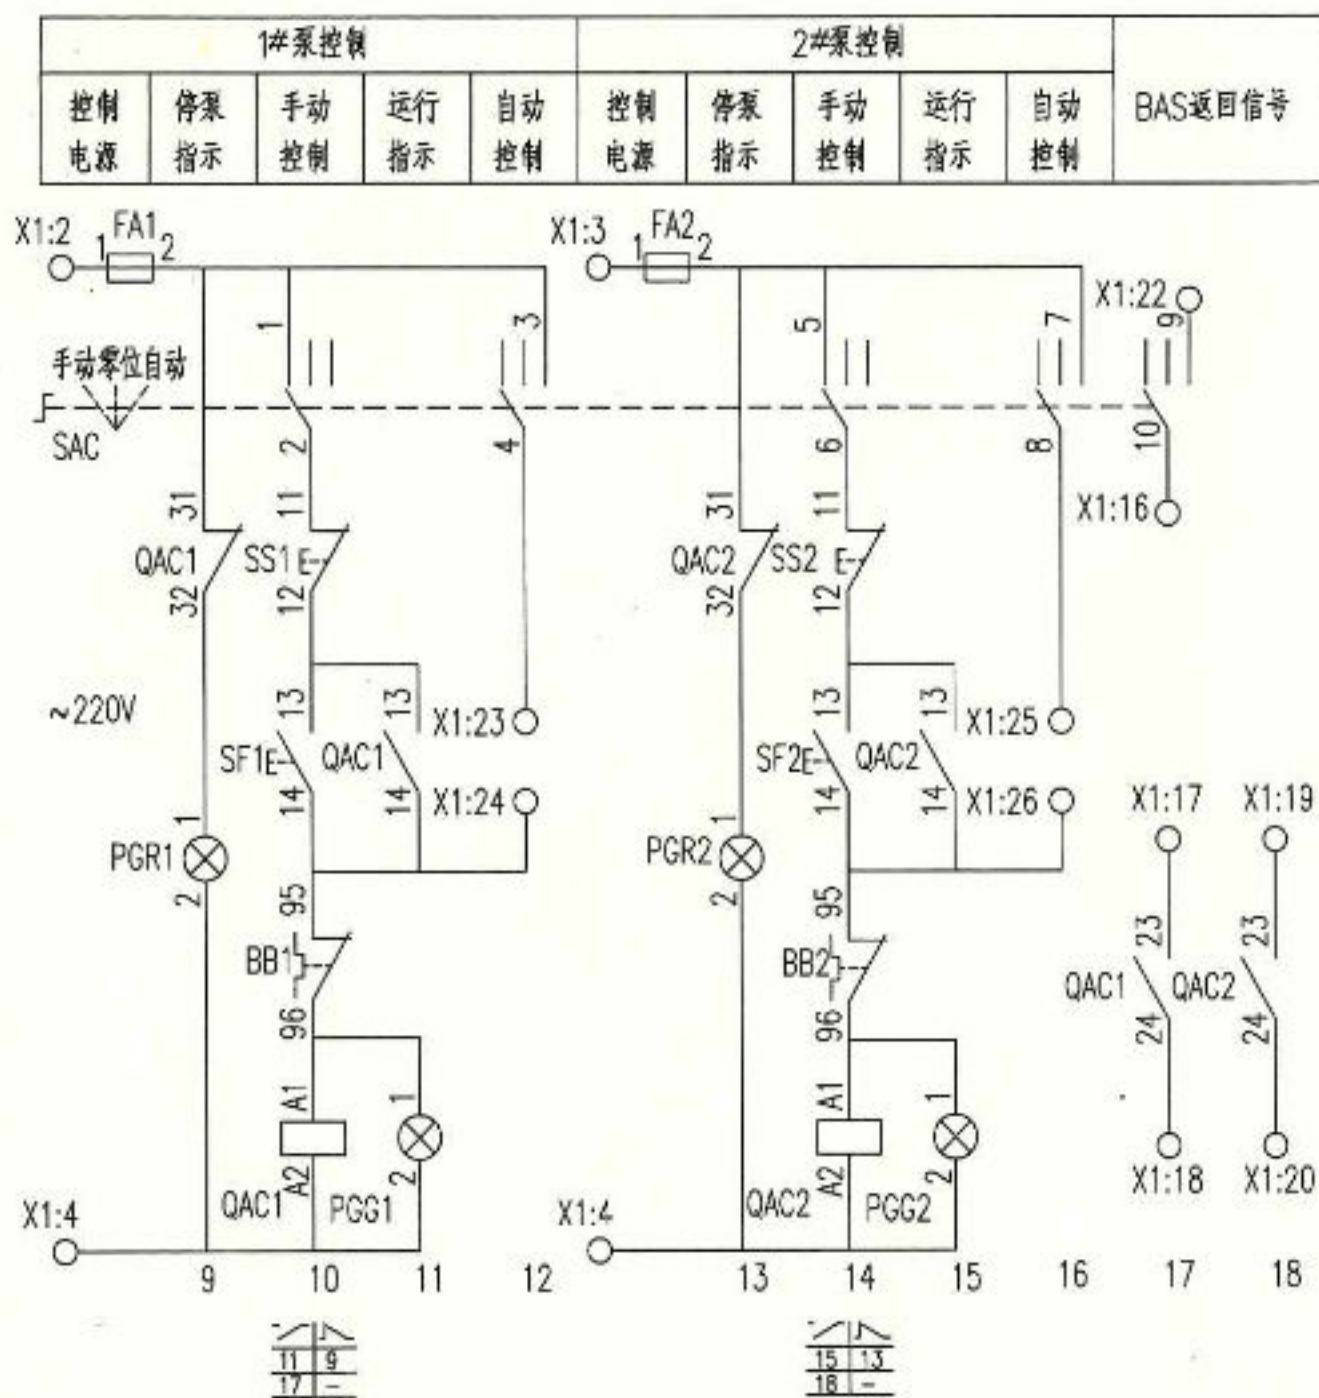 1#泵控制 2#泵控制
控制 停泵 手动 运行 自动 控制 停泵 手动 运行 自动 BAS返回信号
电源 指示 控制 指示 控制 电源 指示 控制 指示 控制
X1:2 1 FA1 2 X1:3 1 FA2 2
X1:22
1 3 5 7 9
手动零位自动
SAC 2 4 6 8 10
31 11 31 11 X1:16
QAC1 SS1 E QAC2 SS2 E
32 12 32 12
~220V 13 13 X1:23 13 13 X1:25
SF1 E QAC1 SF2 E QAC2
14 14 X1:24 14 14 X1:26 X1:17 X1:19
1 1
PGR1 PGR2
2 95 2 95 23 23
BB1 BB2 QAC1 QAC2
96 96 24 24
A1 1 A1 1
A2 2 A2 2 X1:18 X1:20
QAC1 PGG1 QAC2 PGG2
X1:4 X1:4
9 10 11 12 13 14 15 16 17 18
11 9 15 13
17 - 18 -